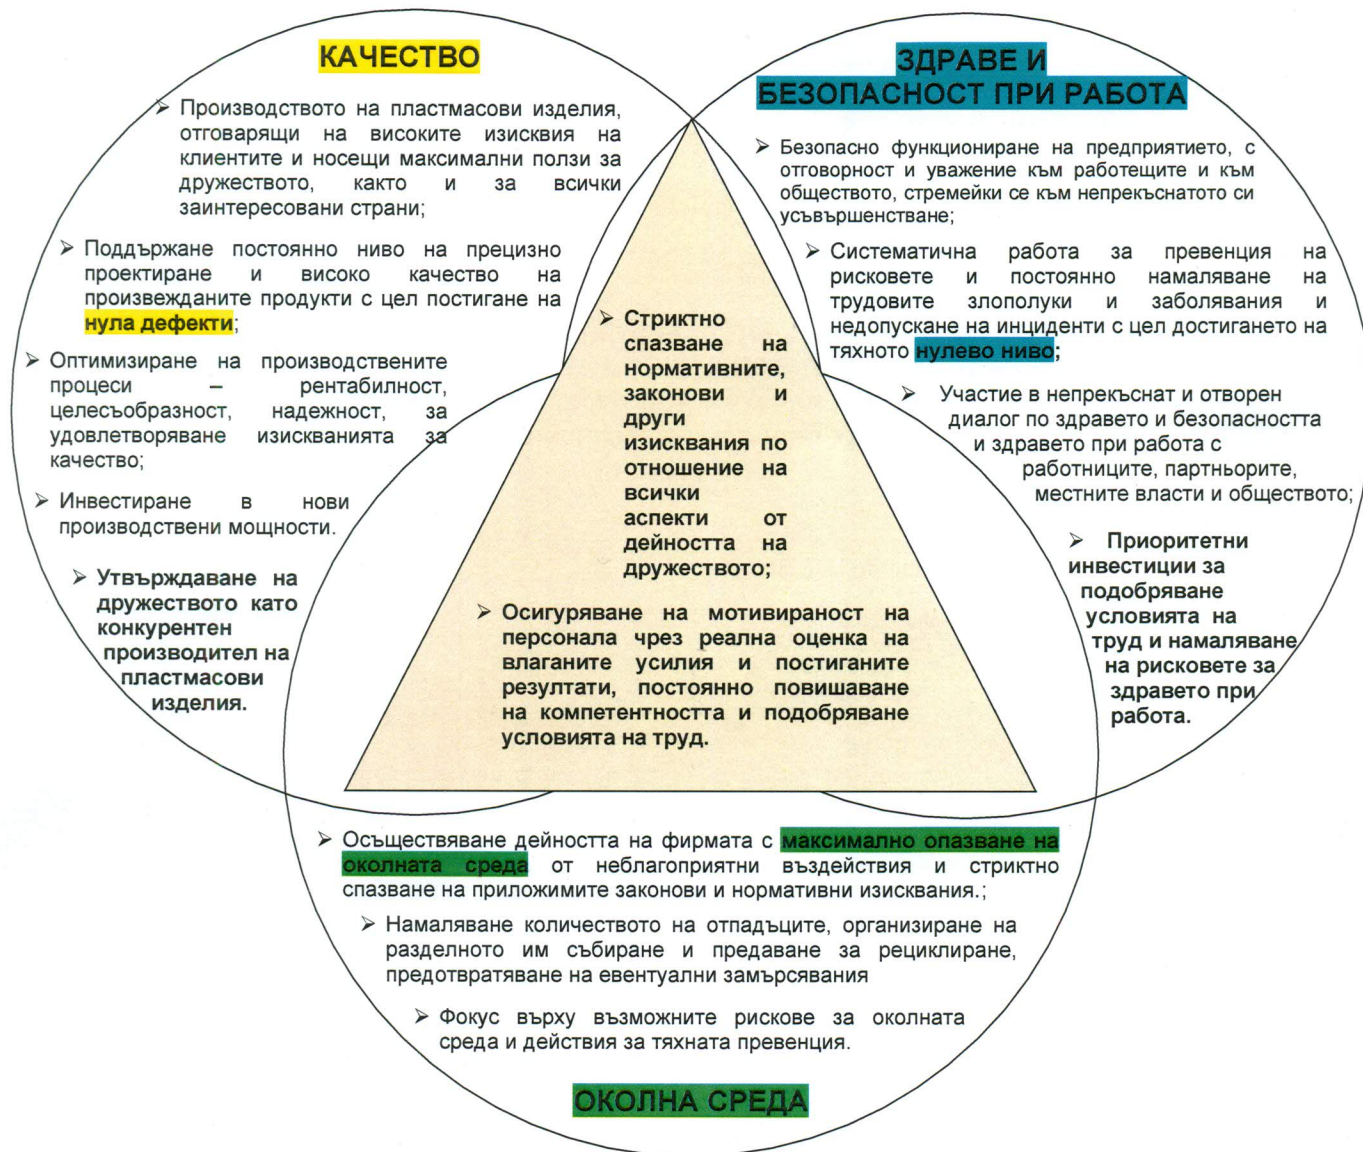 КАЧЕСТВО
➢ Производството на пластмасови изделия,
отговарящи на високите изисквия на
клиентите и носещи максимални ползи за
дружеството, както и за всички
заинтересовани страни;
➢ Поддържане постоянно ниво на прецизно
проектиране и високо качество на
произвежданите продукти с цел постигане на
нула дефекти;
➢ Оптимизиране на производствените
процеси – рентабилност,
целесъобразност, надежност, за
удовлетворяване изискванията за
качество;
➢ Инвестиране в нови
производствени мощности.
➢ Утвърждаване на
дружеството като
конкурентен
производител на
пластмасови
изделия.
ЗДРАВЕ И
БЕЗОПАСНОСТ ПРИ РАБОТА
➢ Безопасно функциониране на предприятието, с
отговорност и уважение към работещите и към
обществото, стремейки се към непрекъснатото си
усъвършенстване;
➢ Систематична работа за превенция на
рисковете и постоянно намаляване на
трудовите злополуки и заболявания и
недопускане на инциденти с цел достигането на
тяхното нулево ниво;
➢ Участие в непрекъснат и отворен
диалог по здравето и безопасността
и здравето при работа с
работниците, партньорите,
местните власти и обществото;
➢ Приоритетни
инвестиции за
подобряване
условията на
труд и намаляване
на рисковете за
здравето при
работа.
➢ Стриктно
спазване на
нормативните,
законови и
други
изисквания по
отношение на
всички
аспекти от
дейността на
дружеството;
➢ Осигуряване на мотивираност на
персонала чрез реална оценка на
влаганите усилия и постиганите
резултати, постоянно повишаване
на компетентността и подобряване
условията на труд.
➢ Осъществяване дейността на фирмата с максимално опазване на
околната среда от неблагоприятни въздействия и стриктно
спазване на приложимите законови и нормативни изисквания.;
➢ Намаляване количеството на отпадъците, организиране на
разделното им събиране и предаване за рециклиране,
предотвратяване на евентуални замърсявания
➢ Фокус върху възможните рискове за околната
среда и действия за тяхната превенция.
ОКОЛНА СРЕДА